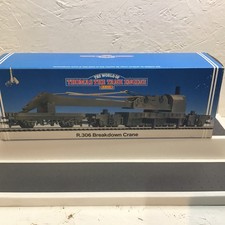 THE WORLD OF
THOMAS THE TANK ENGINE
R.306 Breakdown Crane